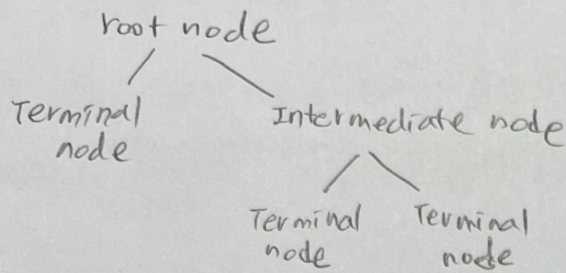 root node
Terminal
node
Intermediate node
Terminal
node
Terminal
node